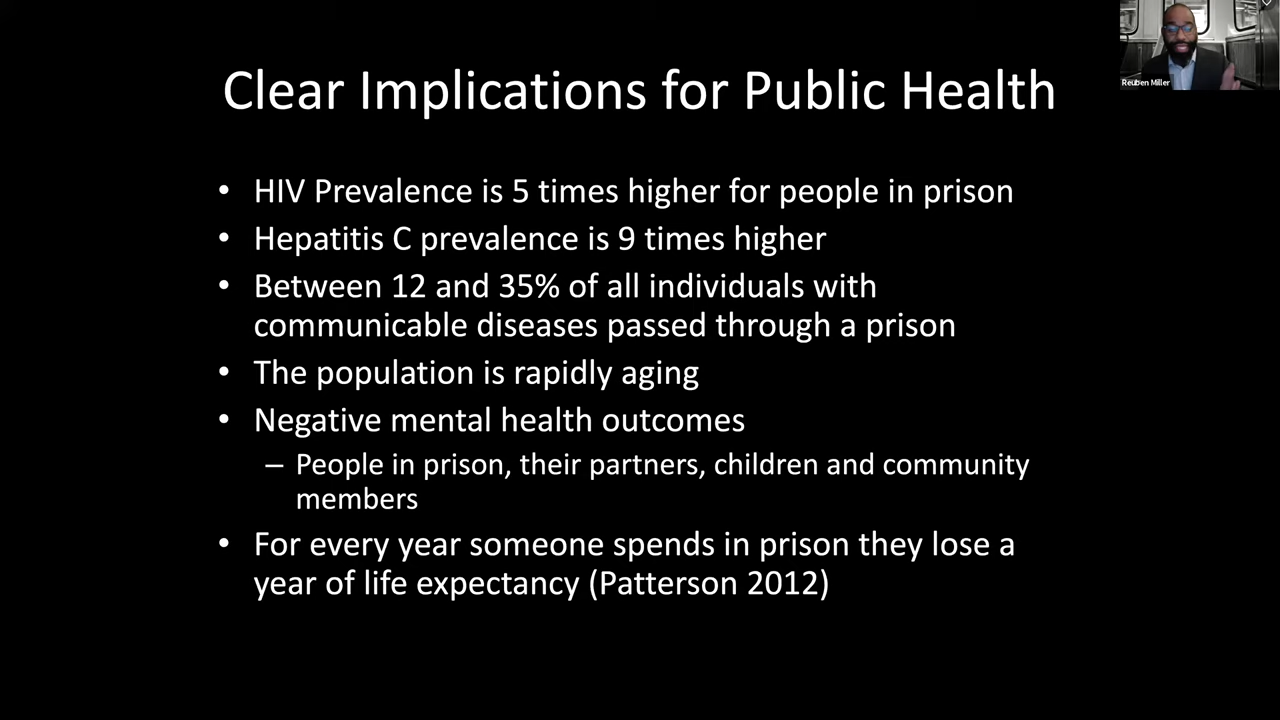 Reuben Miller
Clear Implications for Public Health
• HIV Prevalence is 5 times higher for people in prison
• Hepatitis C prevalence is 9 times higher
• Between 12 and 35% of all individuals with
communicable diseases passed through a prison
• The population is rapidly aging
• Negative mental health outcomes
– People in prison, their partners, children and community
members
• For every year someone spends in prison they lose a
year of life expectancy (Patterson 2012)